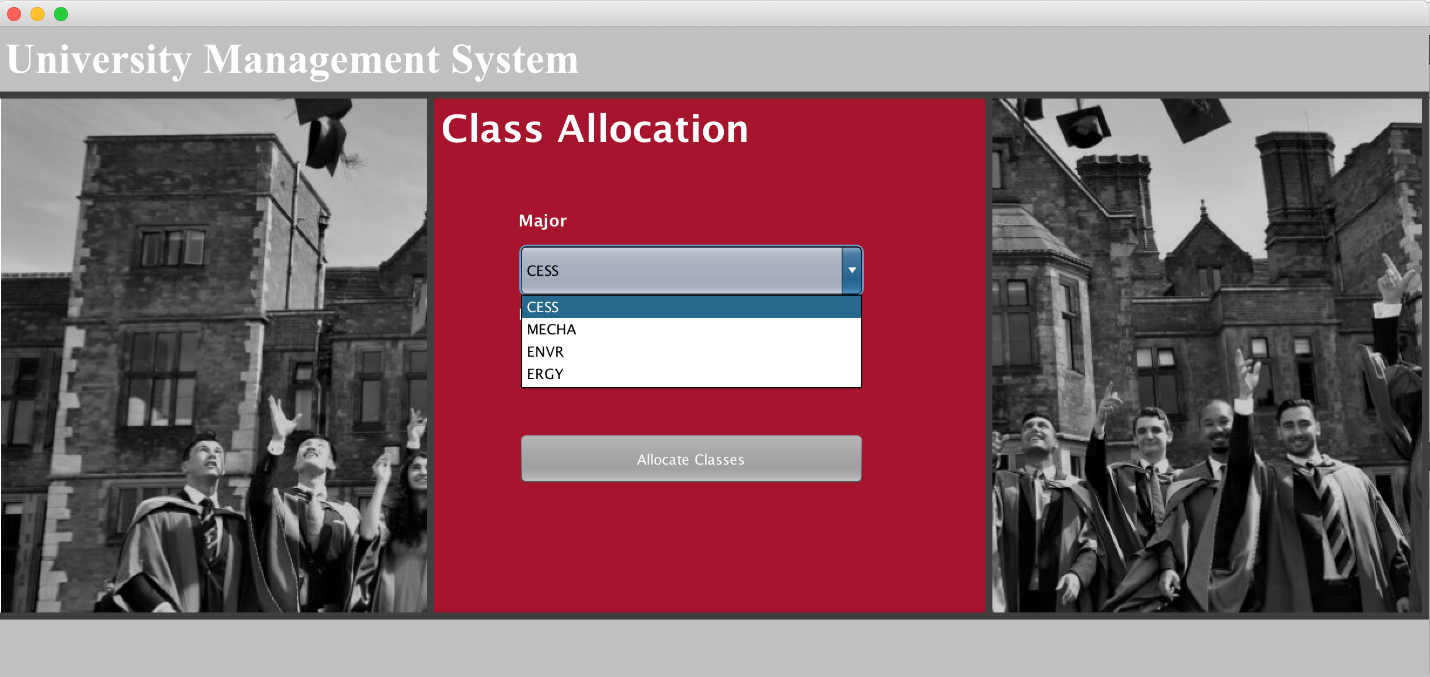 University Management System
Class Allocation
Major
CESS
CESS
MECHA
ENVR
ERGY
Allocate Classes